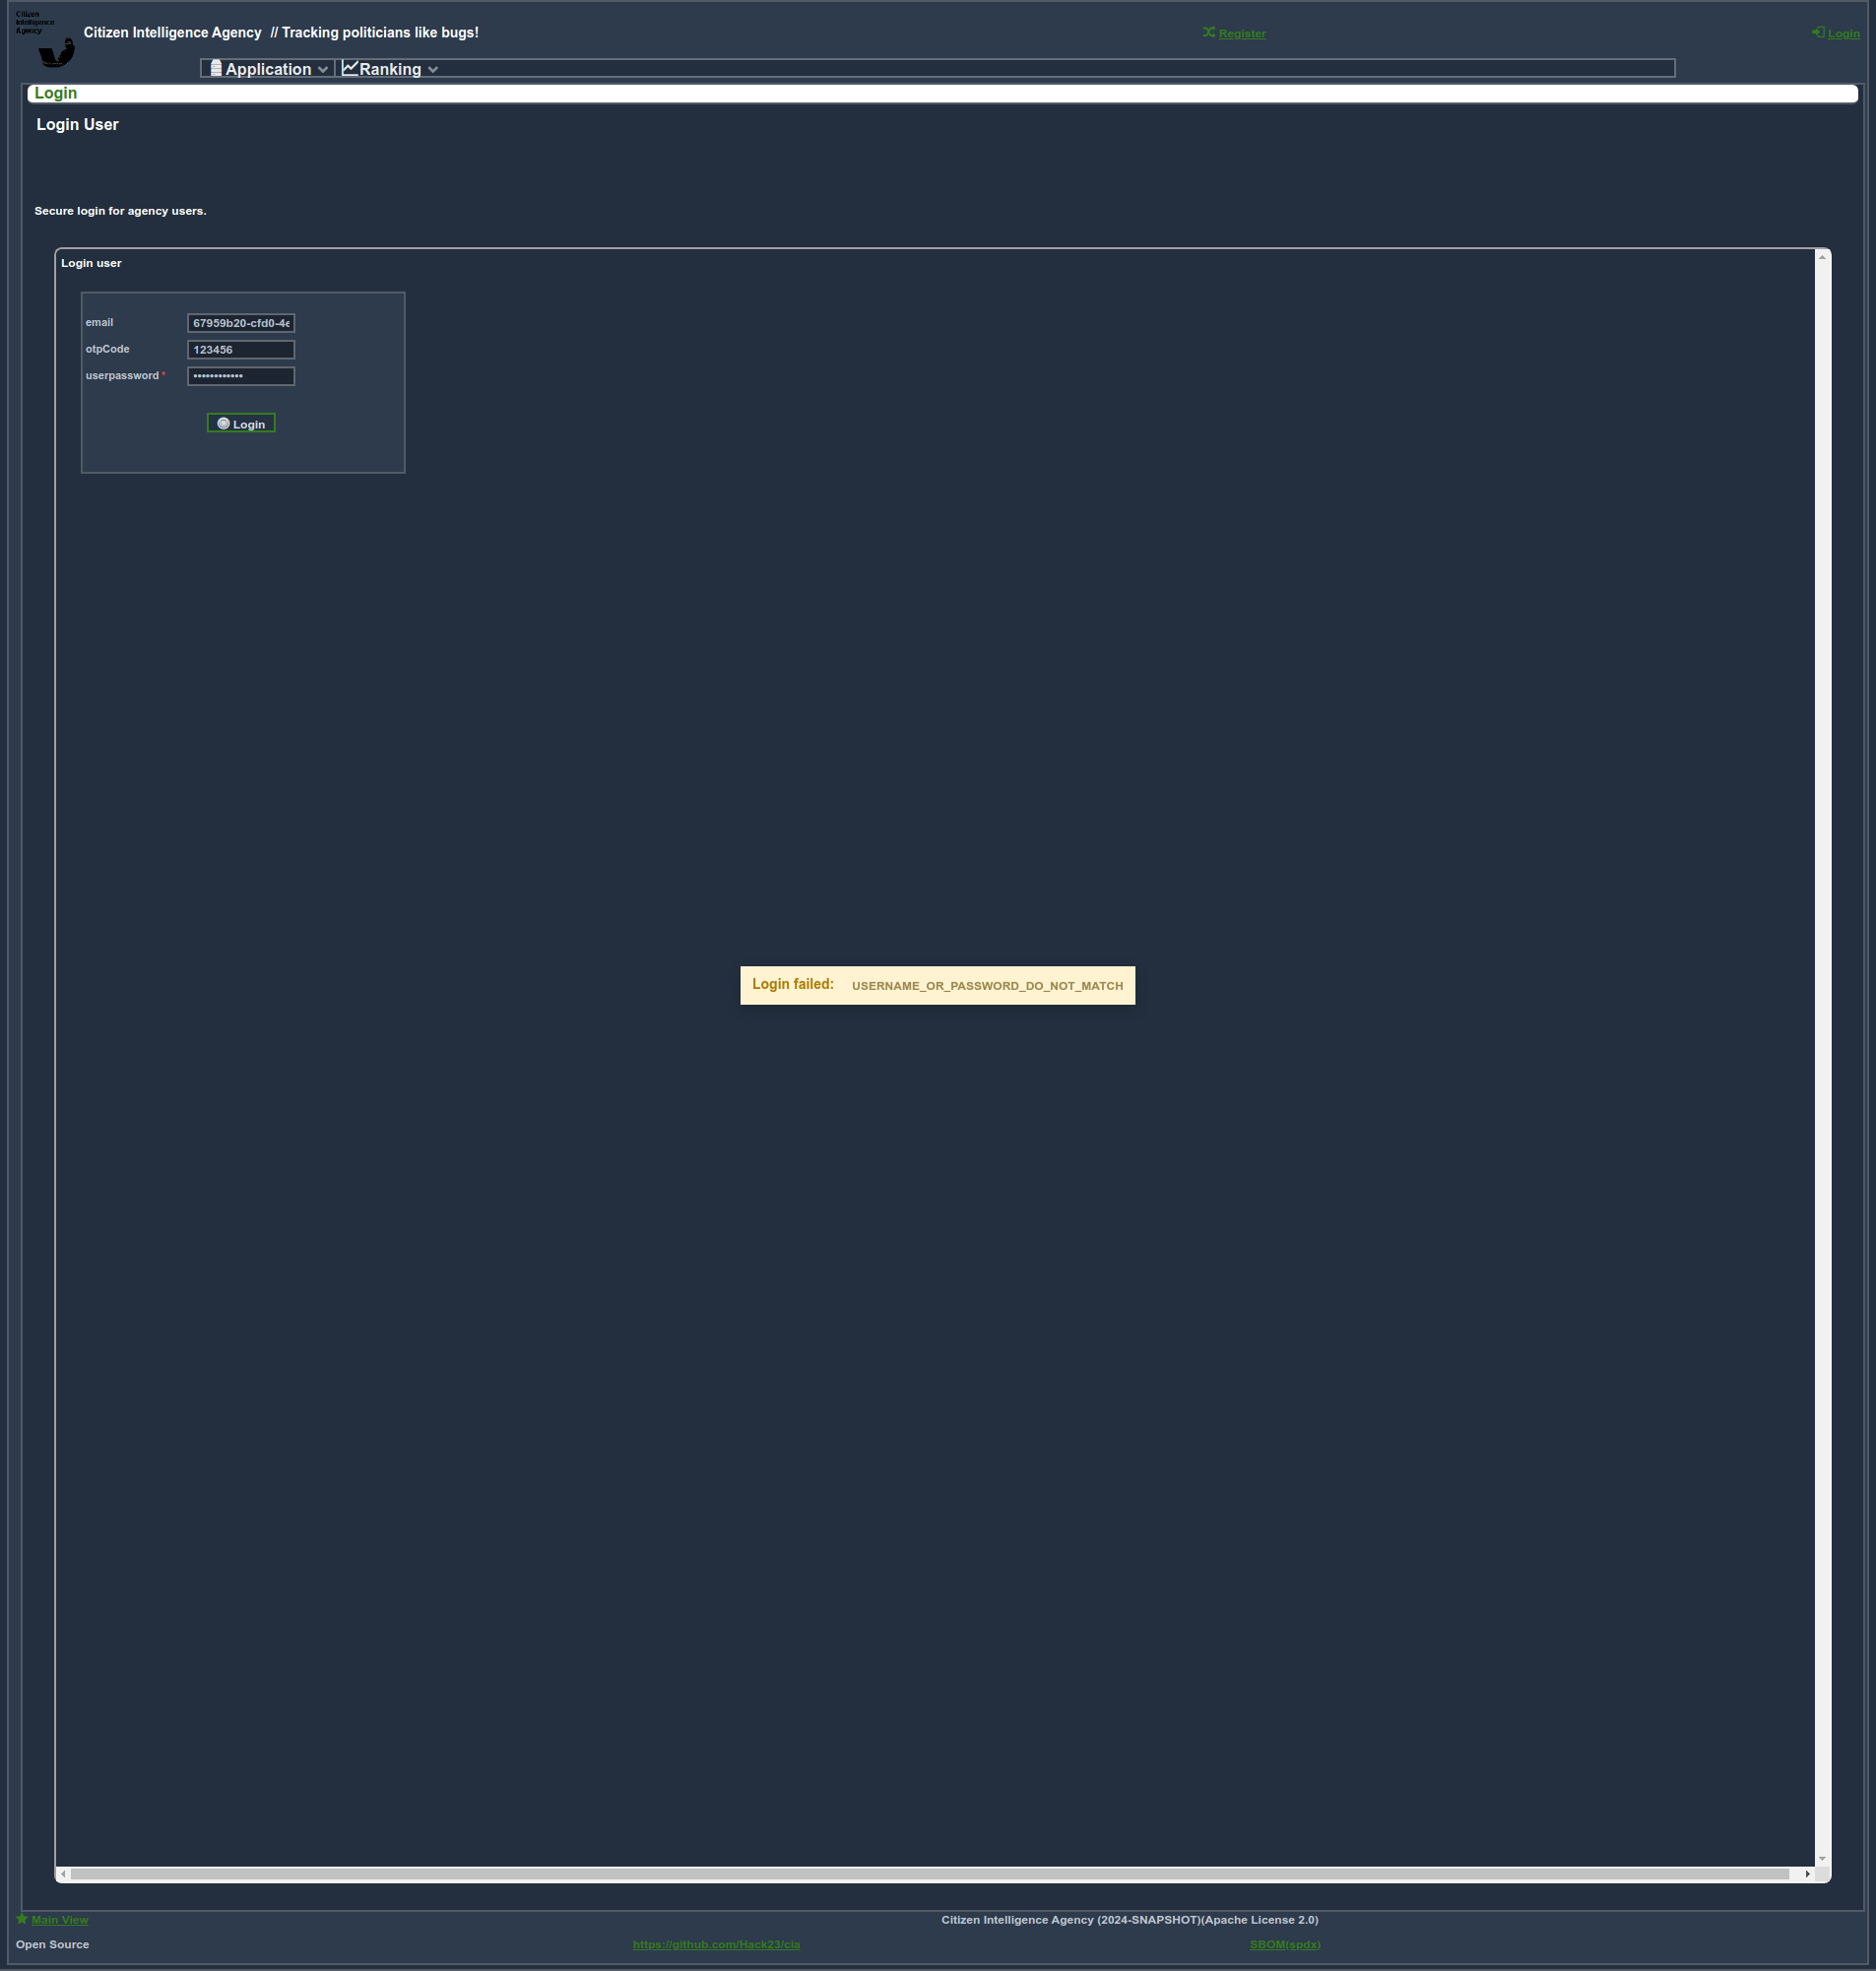 Citizen
Intelligence
Agency
Citizen Intelligence Agency // Tracking politicians like bugs!
Register
Login
Application
Ranking
Login
Login User
Secure login for agency users.
Login user
email 67959b20-cfd0-4e
otpCode 123456
userpassword * ••••••••••••
Login
Login failed: USERNAME_OR_PASSWORD_DO_NOT_MATCH
Main View
Citizen Intelligence Agency (2024-SNAPSHOT)(Apache License 2.0)
Open Source
https://github.com/Hack23/cia
SBOM(spdx)